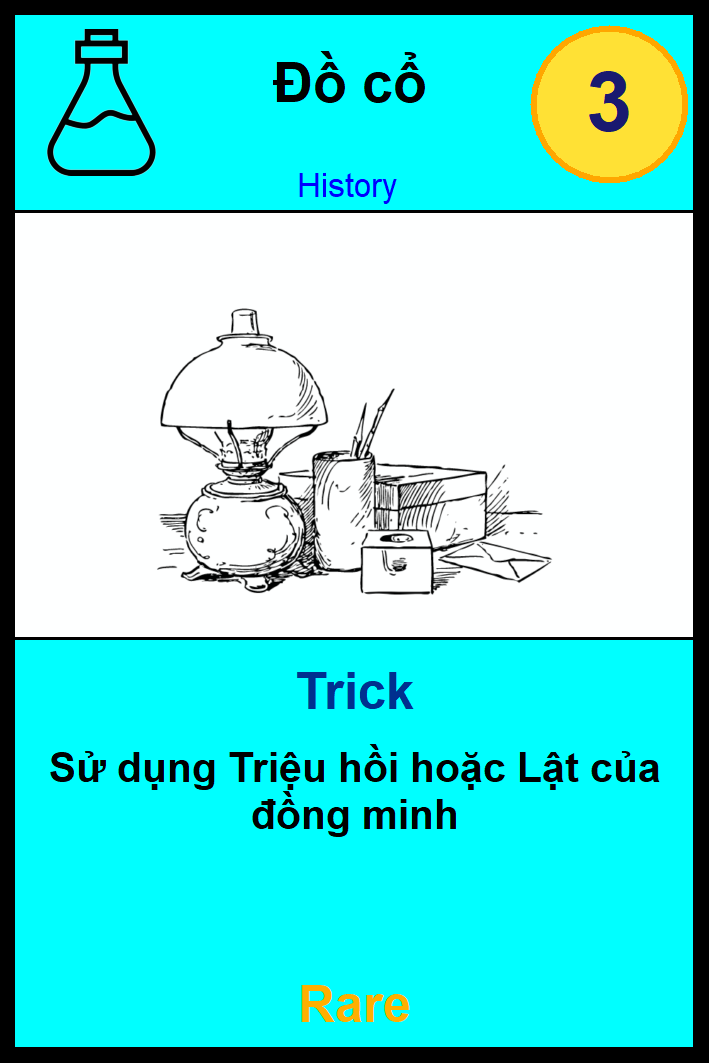 Đồ cổ
3
History
Trick
Sử dụng Triệu hồi hoặc Lật của
đồng minh
Rare